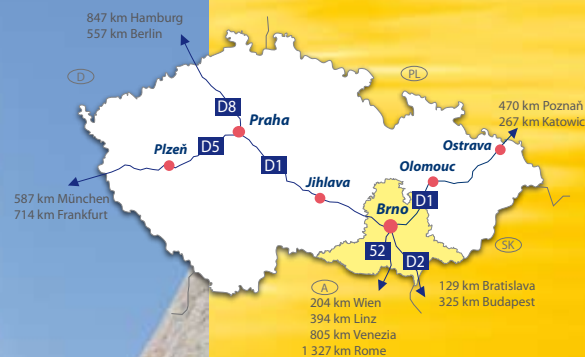 847 km Hamburg
557 km Berlin
D
PL
D8
Praha
470 km Poznaň
267 km Katowic
Ostrava
Plzeň
D5
D1
Olomouc
Jihlava
D1
587 km München
714 km Frankfurt
Brno
52
D2
SK
A
129 km Bratislava
325 km Budapest
204 km Wien
394 km Linz
805 km Venezia
1 327 km Rome